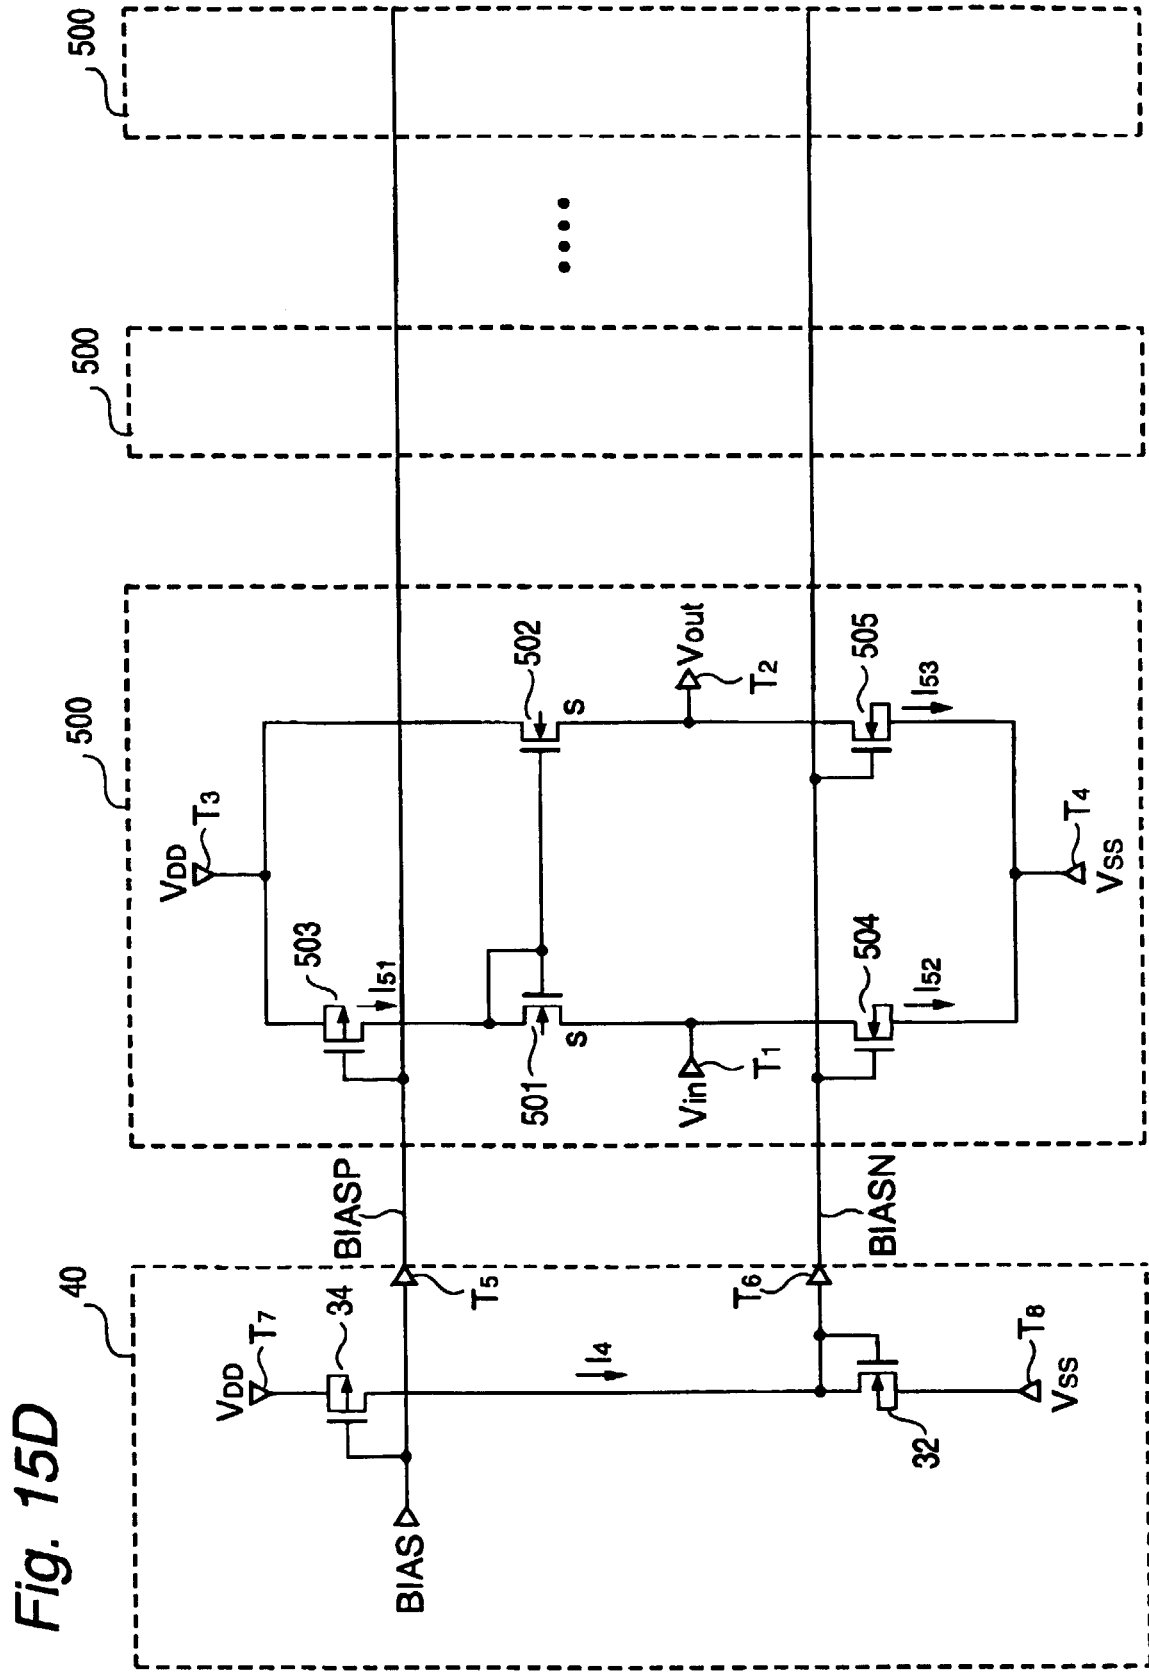 Fig. 15D
40
500
500
500
VDD
T7
34
BIAS
T5
BIASP
I4
T6
BIASN
32
T8
VSS
VDD
T3
503
I51
501
S
502
S
Vin
T1
Vout
T2
504
I52
505
I53
T4
VSS